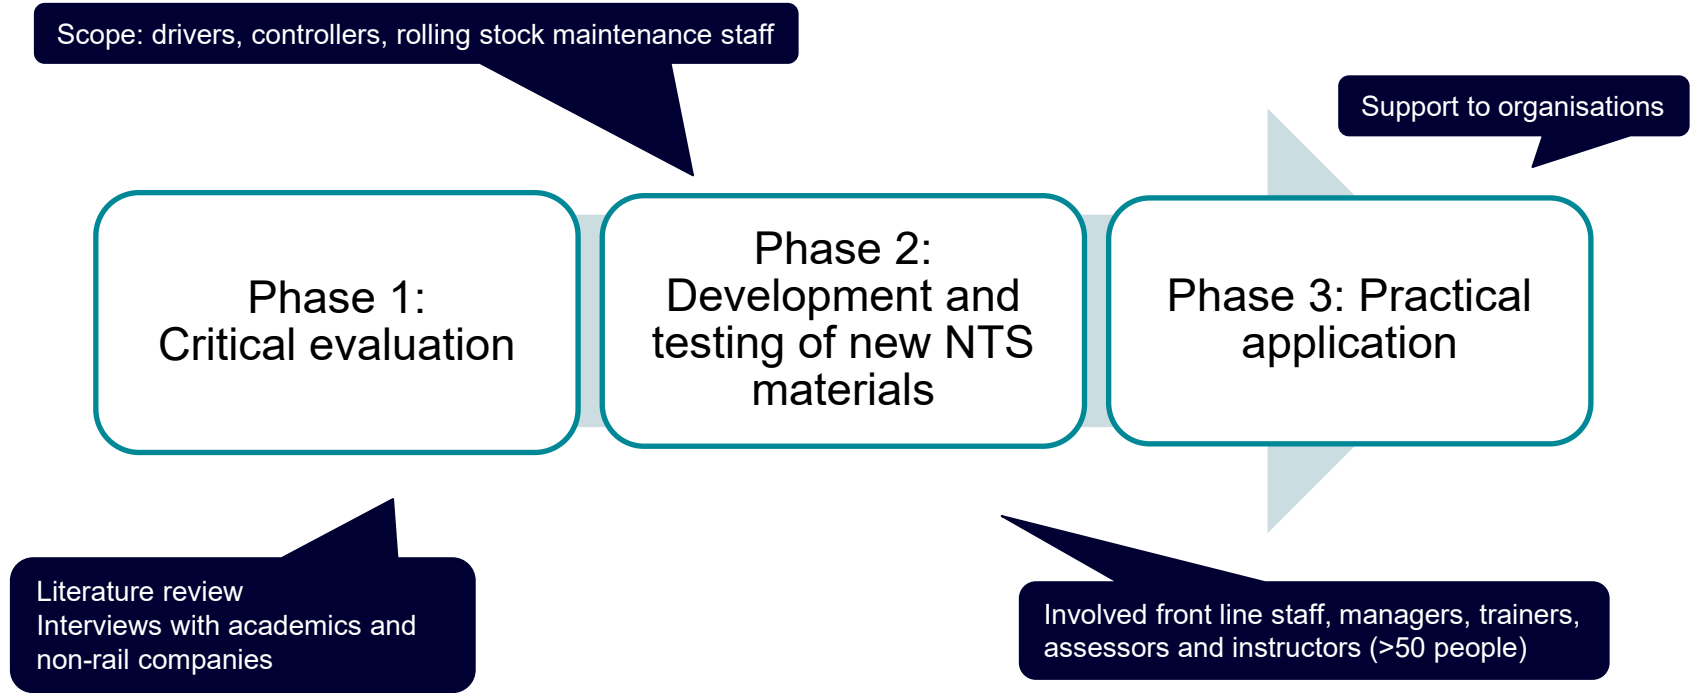 Scope: drivers, controllers, rolling stock maintenance staff
Support to organisations
Phase 1:
Critical evaluation
Phase 2:
Development and
testing of new NTS
materials
Phase 3: Practical
application
Literature review
Interviews with academics and
non-rail companies
Involved front line staff, managers, trainers,
assessors and instructors (>50 people)